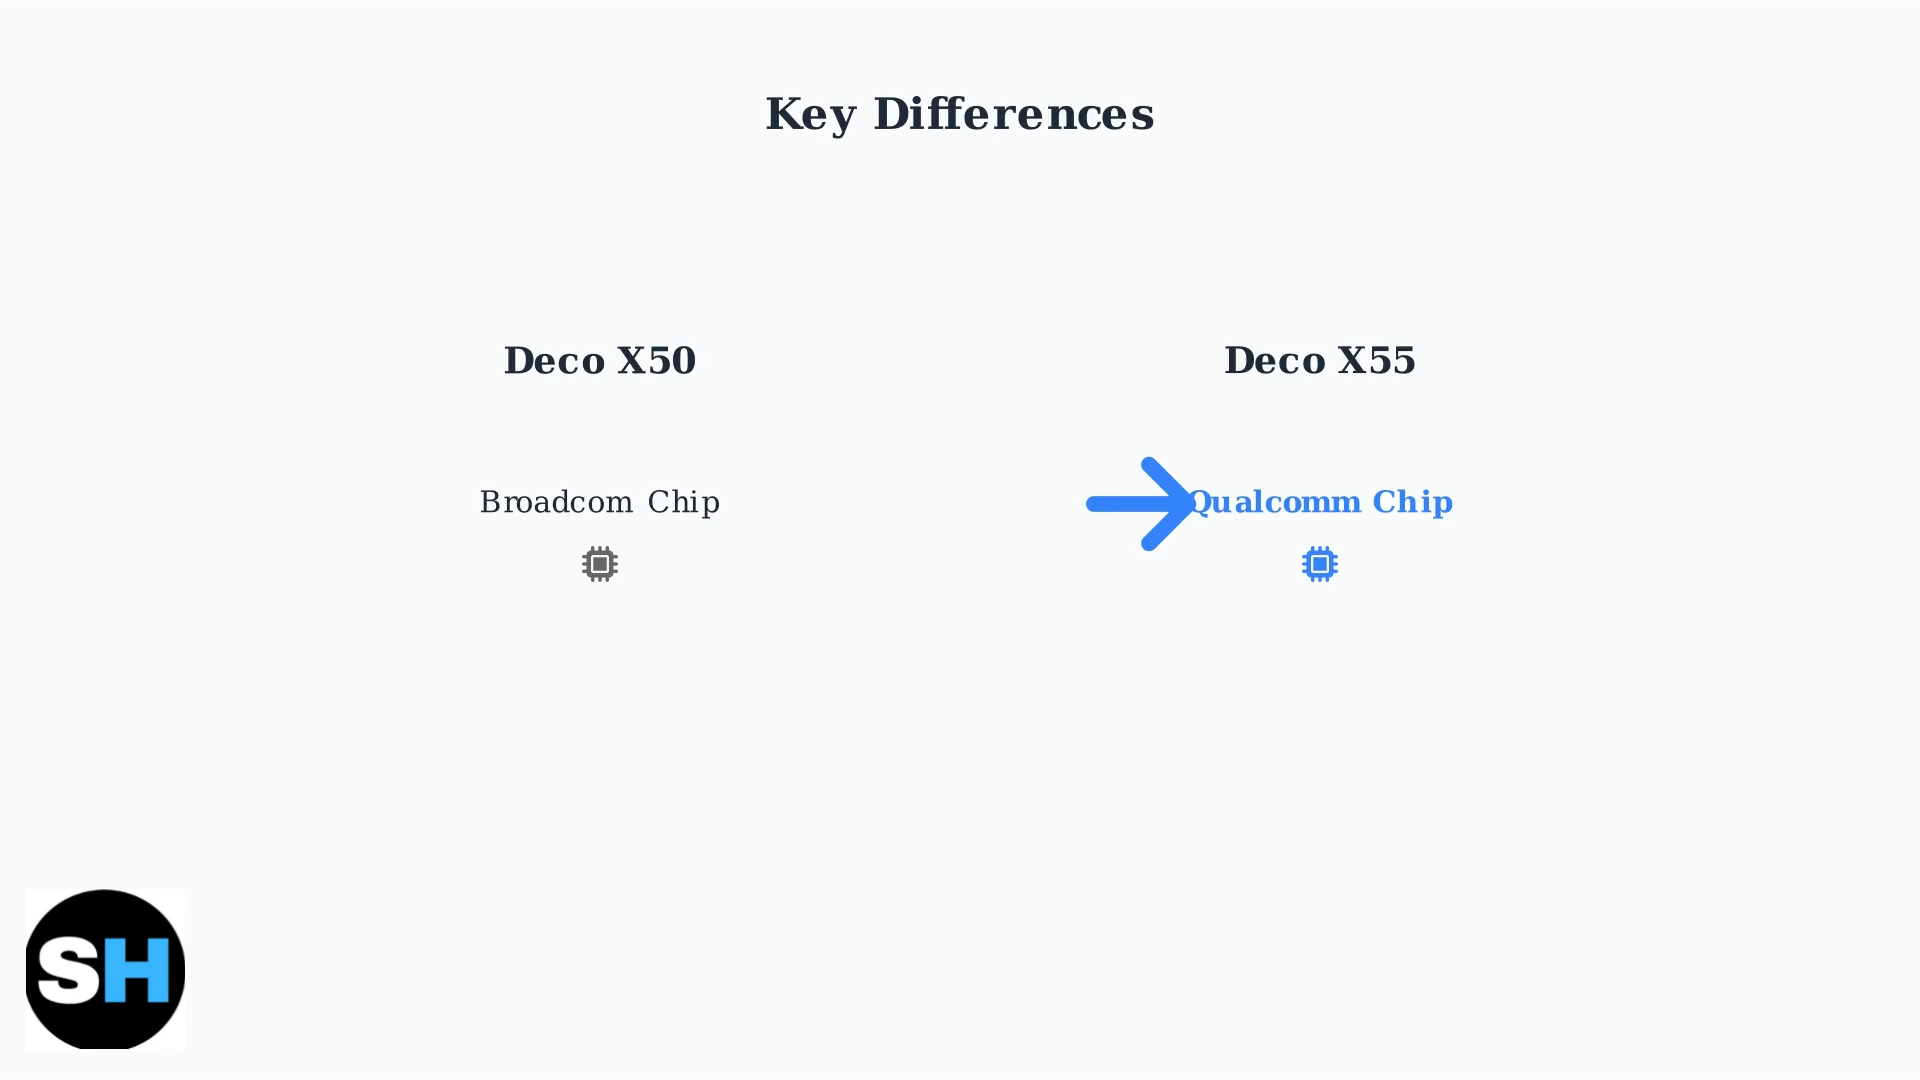 Key Differences
Deco X50
Deco X55
Broadcom Chip
Qualcomm Chip
SH